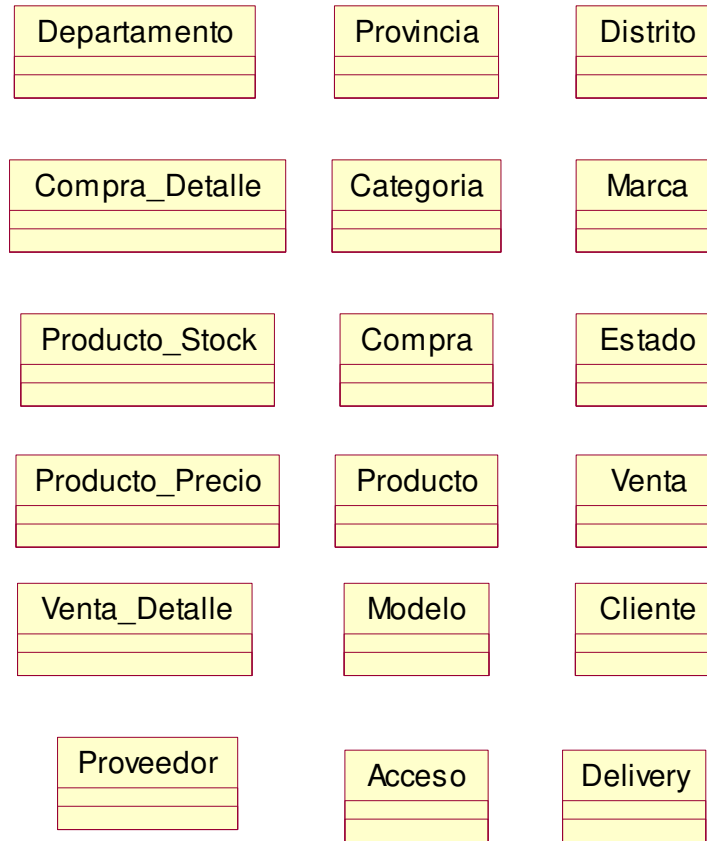 Departamento
Provincia
Distrito
Compra_Detalle
Categoria
Marca
Producto_Stock
Compra
Estado
Producto_Precio
Producto
Venta
Venta_Detalle
Modelo
Cliente
Proveedor
Acceso
Delivery